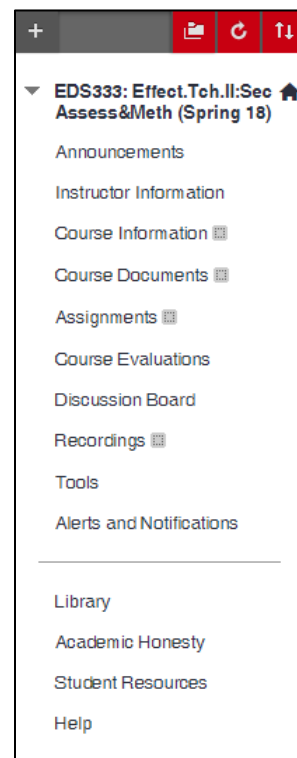 EDS333: Effect.Tch.II:Sec
Assess&Meth (Spring 18)
Announcements
Instructor Information
Course Information
Course Documents
Assignments
Course Evaluations
Discussion Board
Recordings
Tools
Alerts and Notifications
Library
Academic Honesty
Student Resources
Help